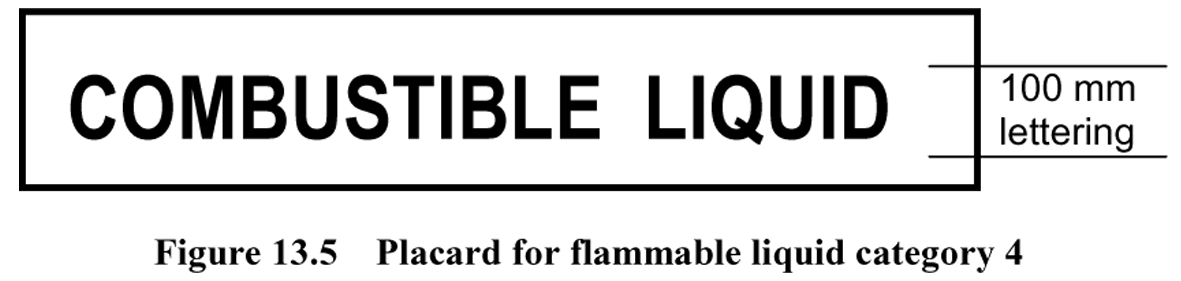 COMBUSTIBLE LIQUID
100 mm
lettering
Figure 13.5 Placard for flammable liquid category 4